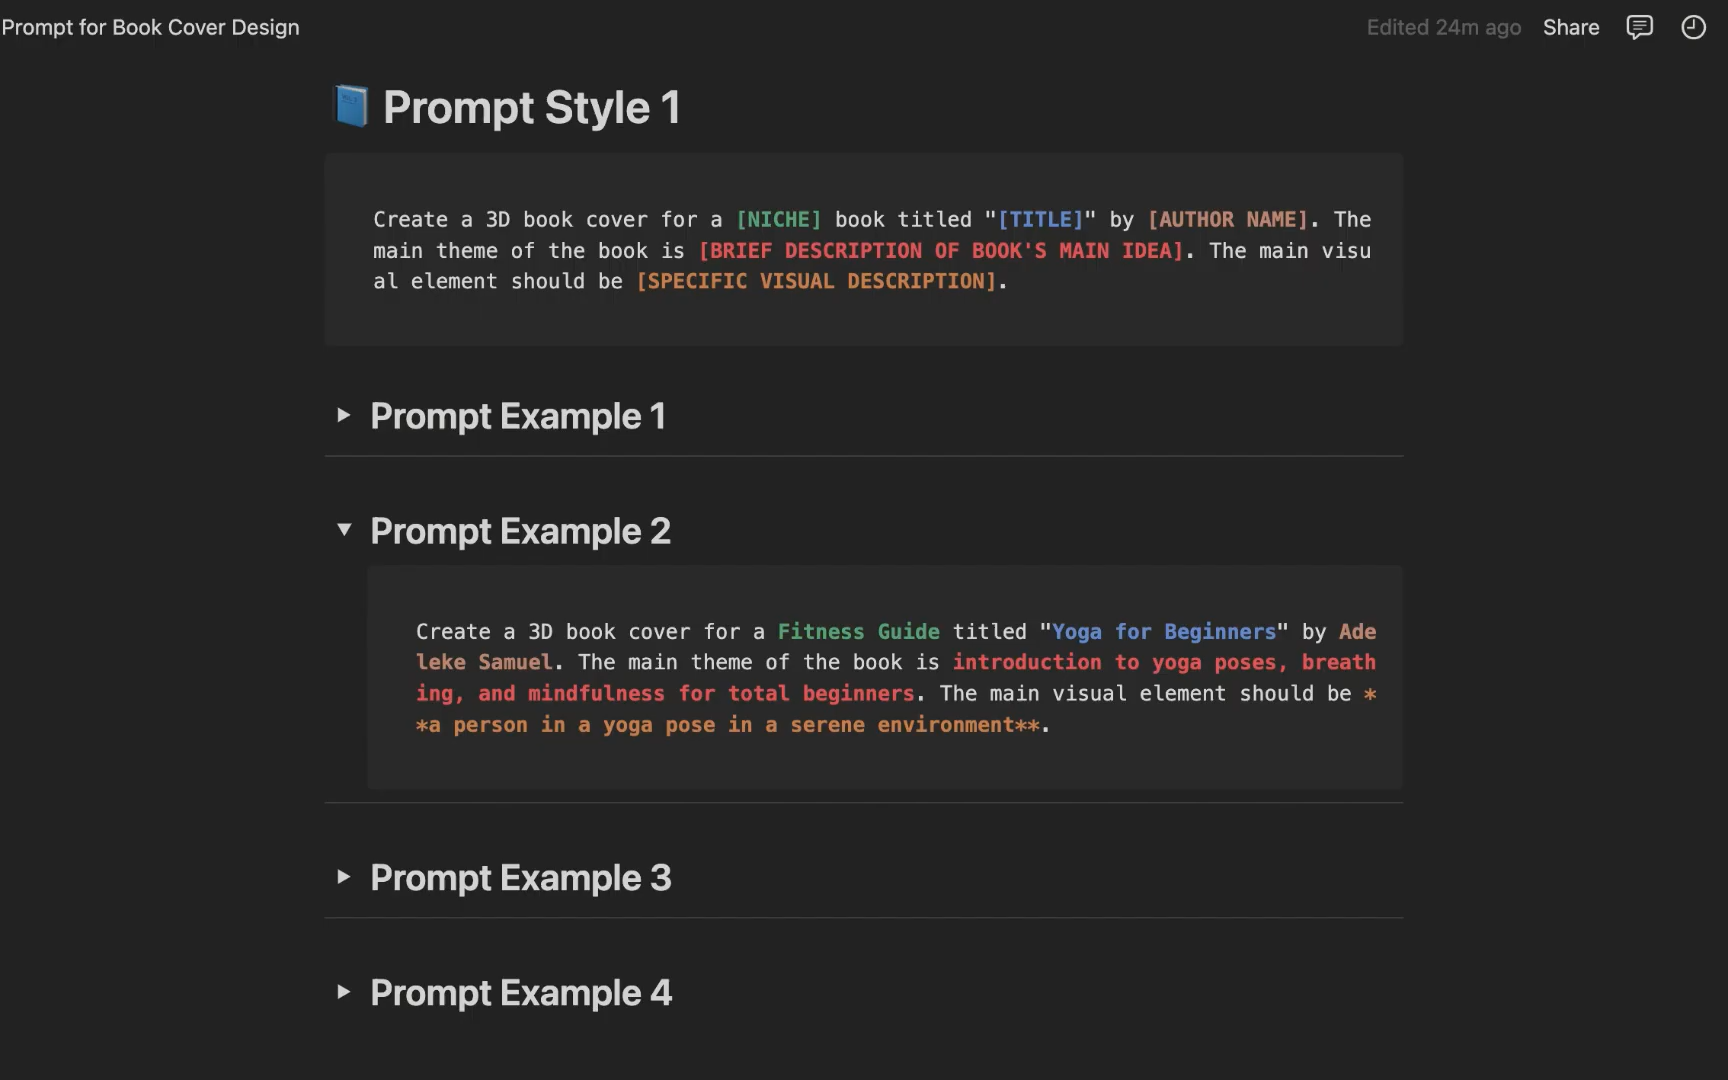 Prompt for Book Cover Design
Edited 24m ago
Share
Prompt Style 1
Create a 3D book cover for a [NICHE] book titled "[TITLE]" by [AUTHOR NAME]. The
main theme of the book is [BRIEF DESCRIPTION OF BOOK'S MAIN IDEA]. The main visu
al element should be [SPECIFIC VISUAL DESCRIPTION].
Prompt Example 1
Prompt Example 2
Create a 3D book cover for a Fitness Guide titled "Yoga for Beginners" by Ade
leke Samuel. The main theme of the book is introduction to yoga poses, breath
ing, and mindfulness for total beginners. The main visual element should be *
*a person in a yoga pose in a serene environment**.
Prompt Example 3
Prompt Example 4